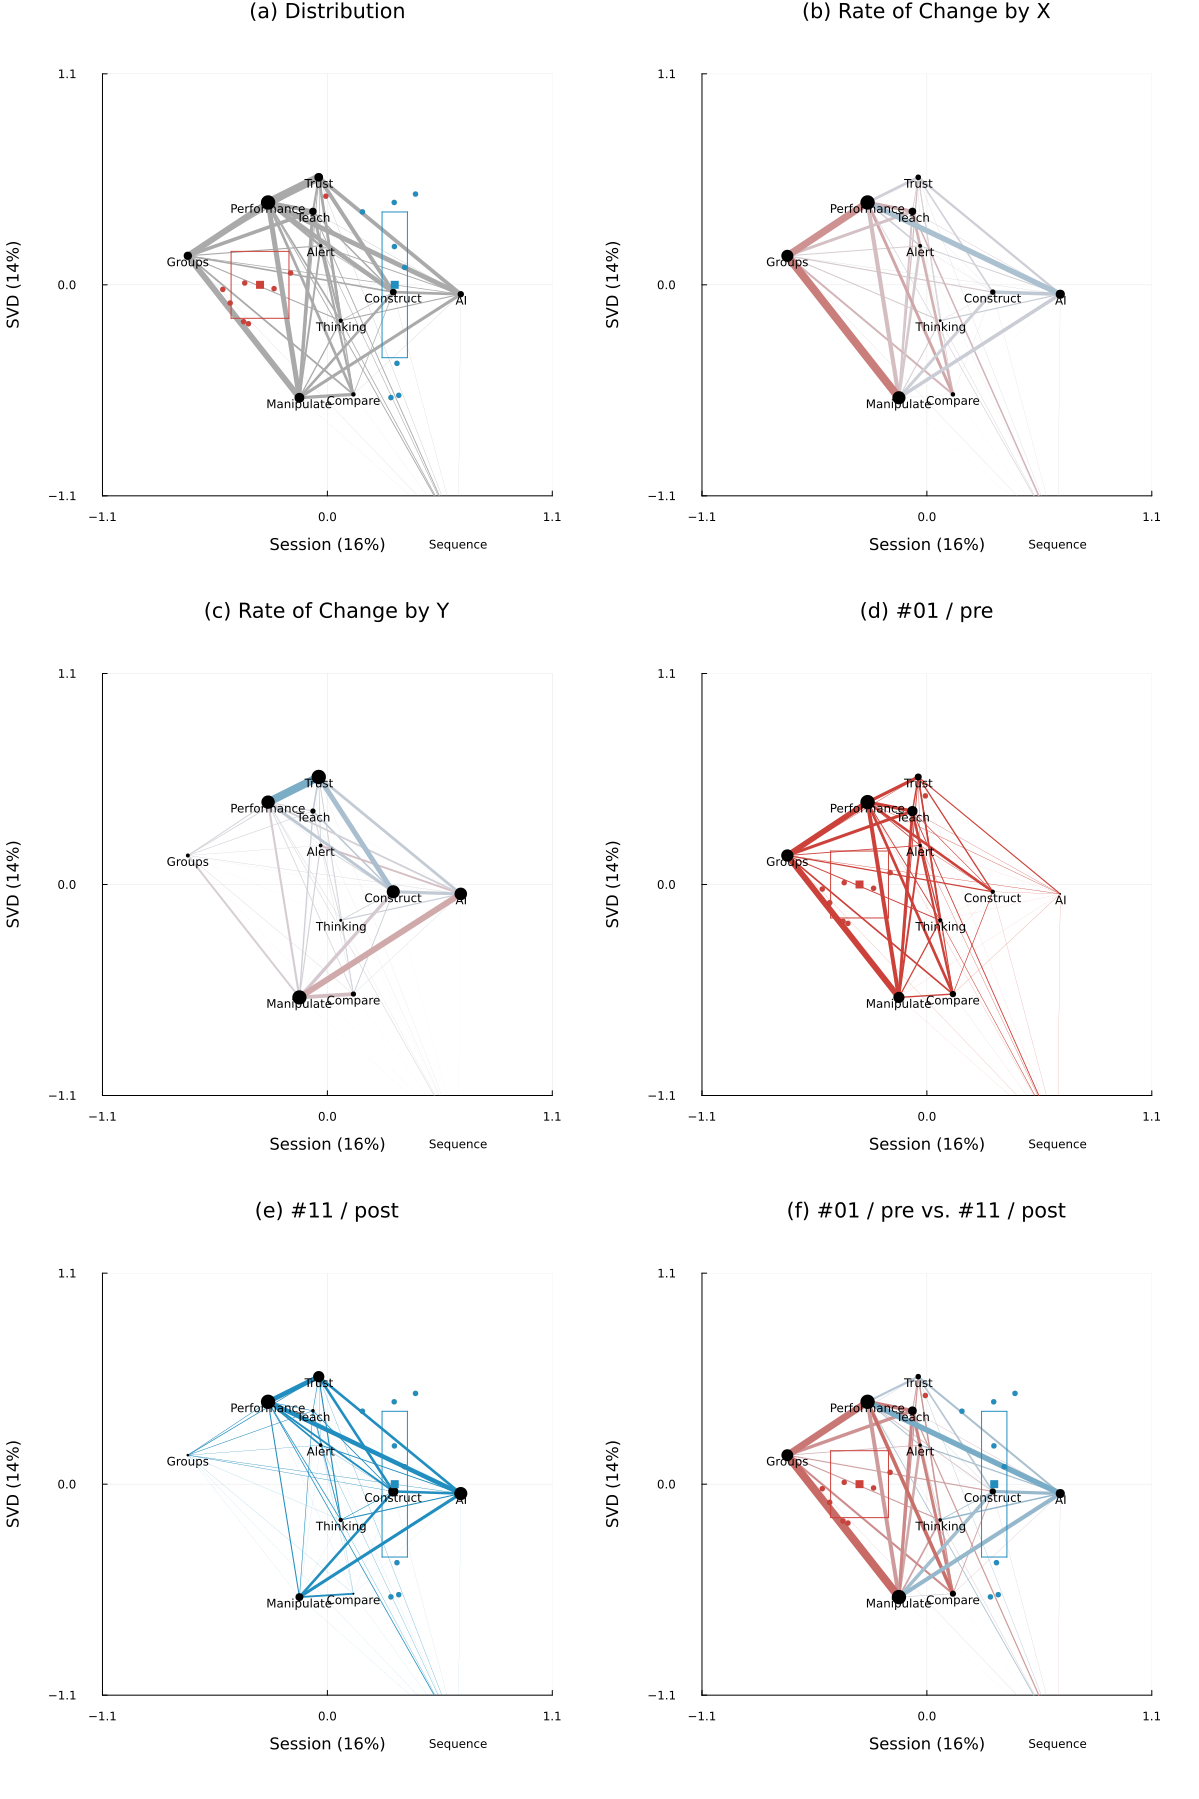 (a) Distribution
1.1
Trust
Performance
Teach
Alert
Groups
SVD (14%)
0.0
Construct
AI
Thinking
Manipulate
Compare
−1.1
−1.1
0.0
1.1
Session (16%)
Sequence
(b) Rate of Change by X
1.1
Trust
Performance
Teach
Alert
Groups
SVD (14%)
0.0
Construct
AI
Thinking
Manipulate
Compare
−1.1
−1.1
0.0
1.1
Session (16%)
Sequence
(c) Rate of Change by Y
1.1
Trust
Performance
Teach
Alert
Groups
SVD (14%)
0.0
Construct
AI
Thinking
Manipulate
Compare
−1.1
−1.1
0.0
1.1
Session (16%)
Sequence
(d) #01 / pre
1.1
Trust
Performance
Teach
Alert
Groups
SVD (14%)
0.0
Construct
AI
Thinking
Manipulate
Compare
−1.1
−1.1
0.0
1.1
Session (16%)
Sequence
(e) #11 / post
1.1
Trust
Performance
Teach
Alert
Groups
SVD (14%)
0.0
Construct
AI
Thinking
Manipulate
Compare
−1.1
−1.1
0.0
1.1
Session (16%)
Sequence
(f) #01 / pre vs. #11 / post
1.1
Trust
Performance
Teach
Alert
Groups
SVD (14%)
0.0
Construct
AI
Thinking
Manipulate
Compare
−1.1
−1.1
0.0
1.1
Session (16%)
Sequence